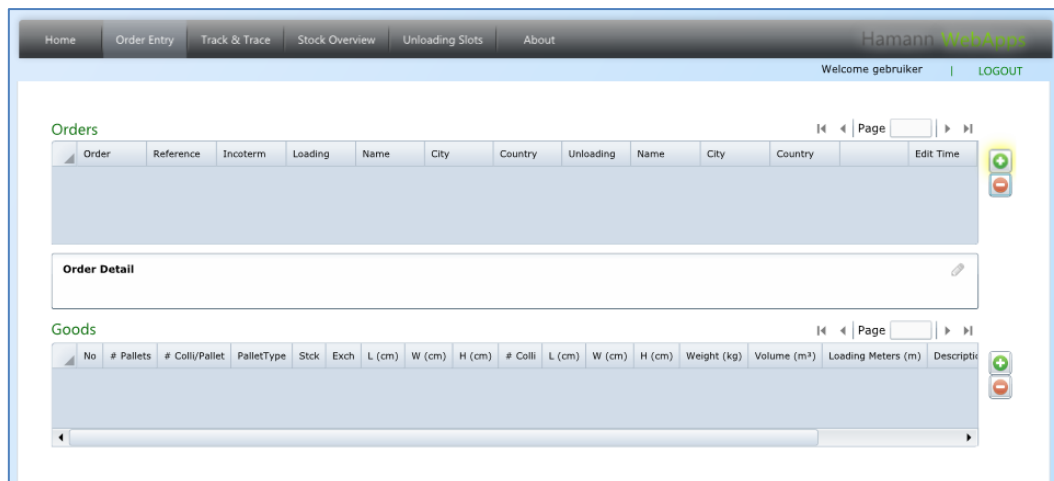 Home Order Entry Track & Trace Stock Overview Unloading Slots About Hamann WebApps
Welcome gebruiker | LOGOUT
Orders Page
Order Reference Incoterm Loading Name City Country Unloading Name City Country Edit Time
Order Detail
Goods Page
No # Pallets # Colli/Pallet PalletType Stck Exch L (cm) W (cm) H (cm) # Colli L (cm) W (cm) H (cm) Weight (kg) Volume (m³) Loading Meters (m) Descriptic